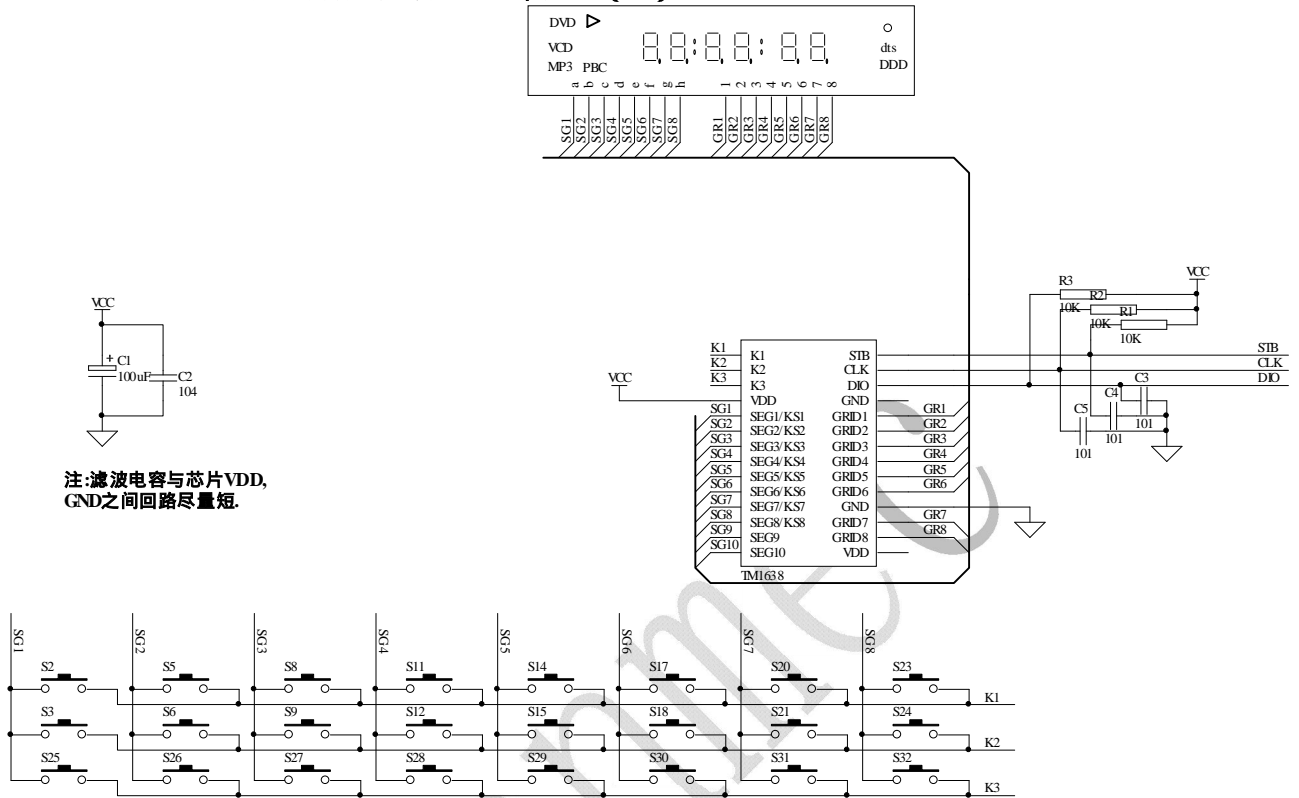 DVD
VCD
MP3 PBC
dts
DDD
a b c d e f g h
1 2 3 4 5 6 7 8
SG1 SG2 SG3 SG4 SG5 SG6 SG7 SG8
GR1 GR2 GR3 GR4 GR5 GR6 GR7 GR8
VCC
C1
100uF
C2
104
注:滤波电容与芯片VDD,
GND之间回路尽量短.
VCC
K1 K1 STB
K2 K2 CLK
K3 K3 DIO
VDD GND
SG1 SEG1/KS1 GRID1 GR1
SG2 SEG2/KS2 GRID2 GR2
SG3 SEG3/KS3 GRID3 GR3
SG4 SEG4/KS4 GRID4 GR4
SG5 SEG5/KS5 GRID5 GR5
SG6 SEG6/KS6 GRID6 GR6
SG7 SEG7/KS7 GND
SG8 SEG8/KS8 GRID7 GR7
SG9 SEG9 GRID8 GR8
SG10 SEG10 VDD
TM1638
VCC
R3
10K
R2
10K
R1
10K
STB
CLK
DIO
C3
101
C4
101
C5
101
SG1 SG2 SG3 SG4 SG5 SG6 SG7 SG8
S2 S5 S8 S11 S14 S17 S20 S23
K1
S3 S6 S9 S12 S15 S18 S21 S24
K2
S25 S26 S27 S28 S29 S30 S31 S32
K3